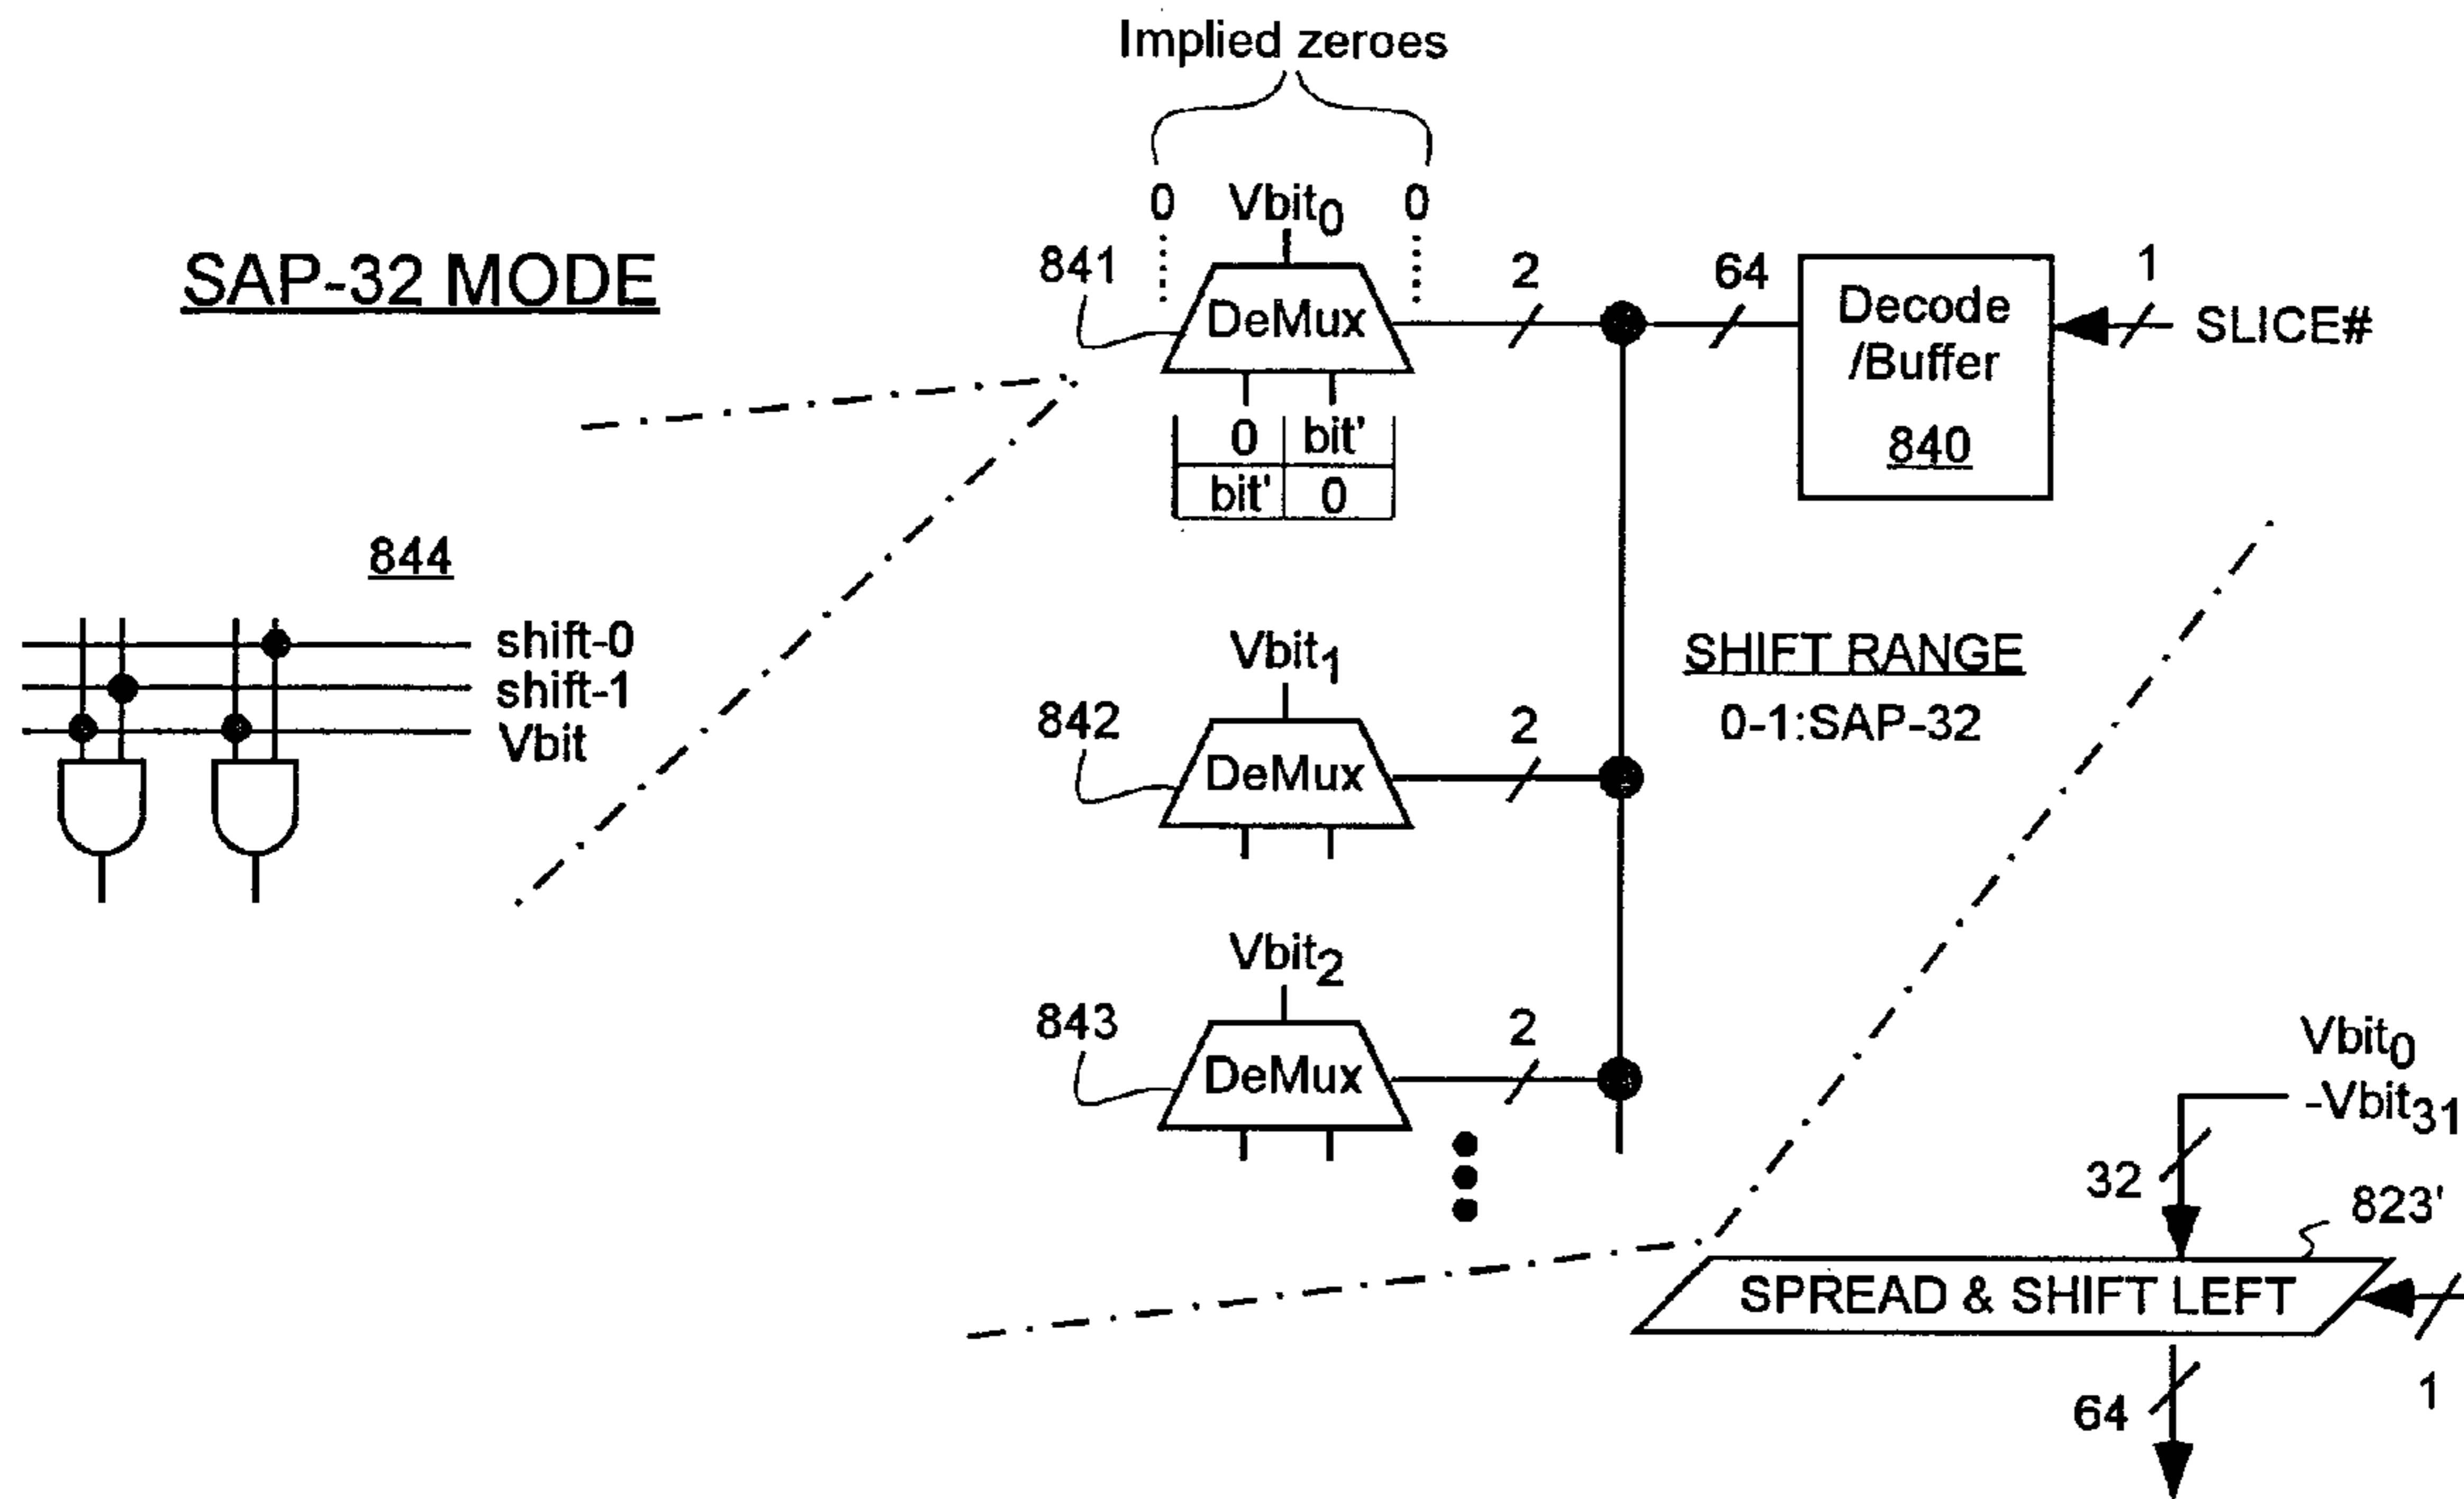 Implied zeroes
0 Vbit0 0
SAP-32 MODE
841
DeMux
2
64
Decode
/Buffer
840
1
SLICE#
0 bit'
bit' 0
844
shift-0
shift-1
Vbit
Vbit1
842
DeMux
2
SHIFT RANGE
0-1:SAP-32
Vbit2
843
DeMux
2
Vbit0
-Vbit31
32
823'
SPREAD & SHIFT LEFT
1
64